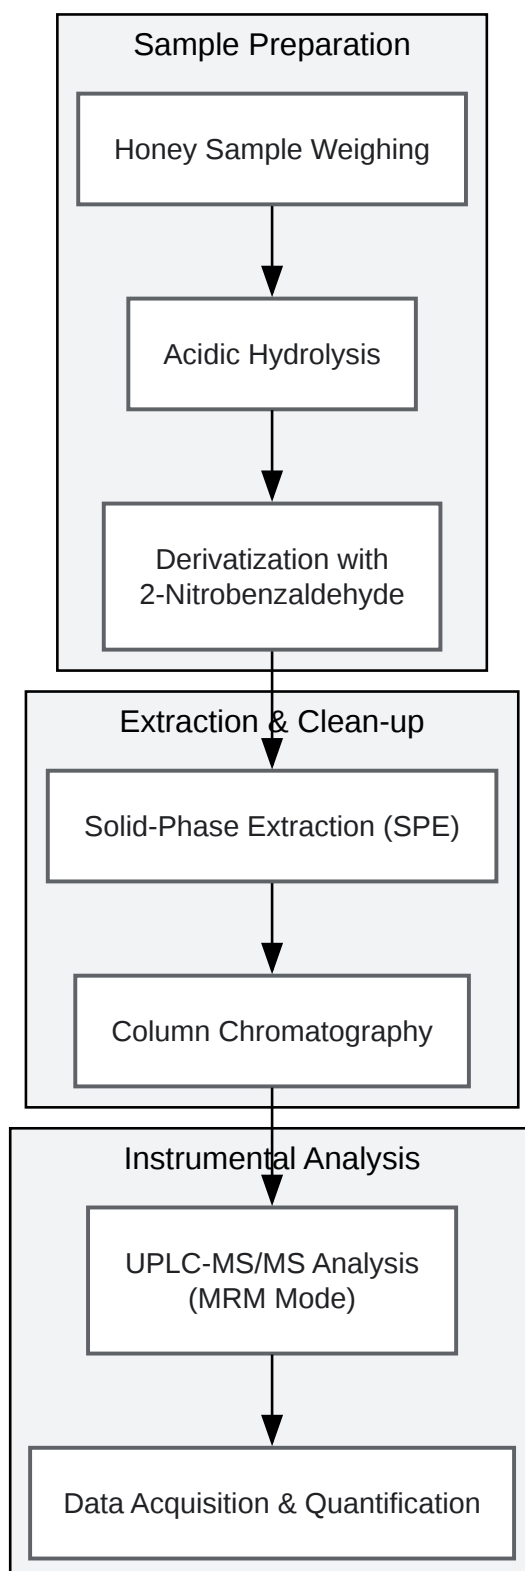 Sample Preparation
Honey Sample Weighing
Acidic Hydrolysis
Derivatization with
2-Nitrobenzaldehyde
Extraction & Clean-up
Solid-Phase Extraction (SPE)
Column Chromatography
Instrumental Analysis
UPLC-MS/MS Analysis
(MRM Mode)
Data Acquisition & Quantification